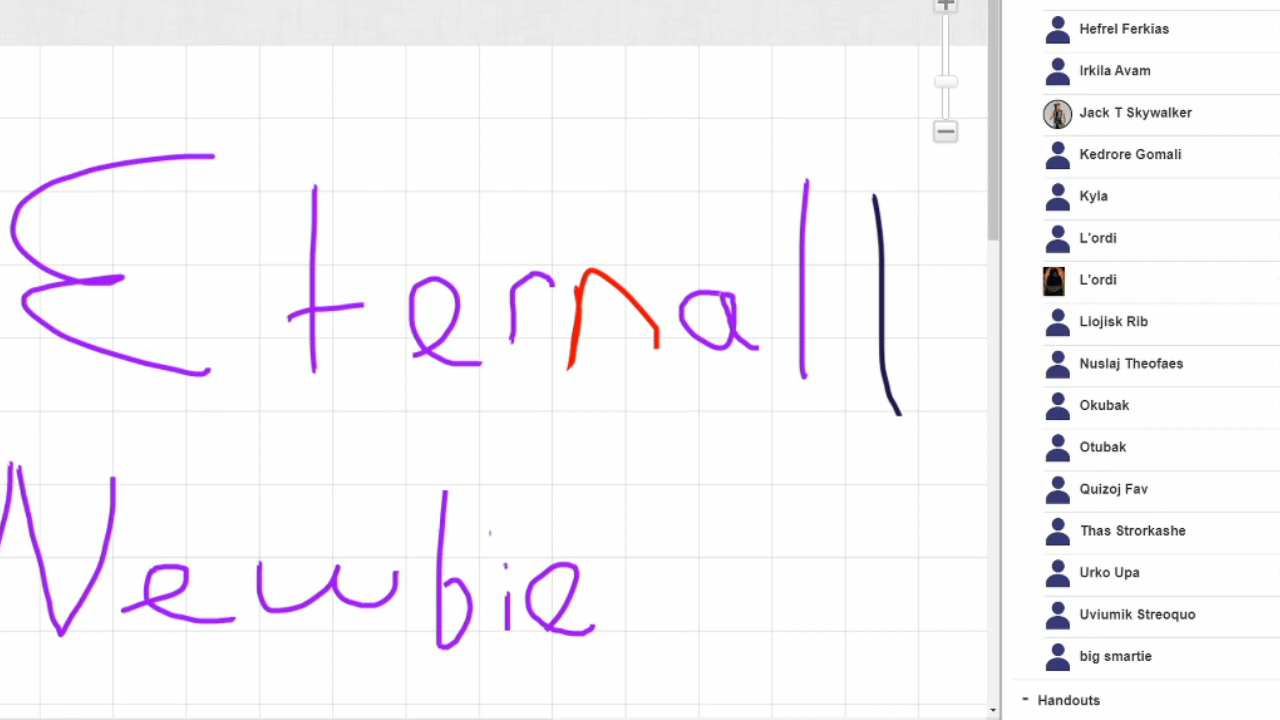 Hefrel Ferkias
Irkila Avam
Jack T Skywalker
Kedrore Gomali
Kyla
L'ordi
L'ordi
Liojisk Rib
Nuslaj Theofaes
Okubak
Otubak
Quizoj Fav
Thas Strorkashe
Urko Upa
Uviumik Streoquo
big smartie
Handouts
Eternall
Newbie